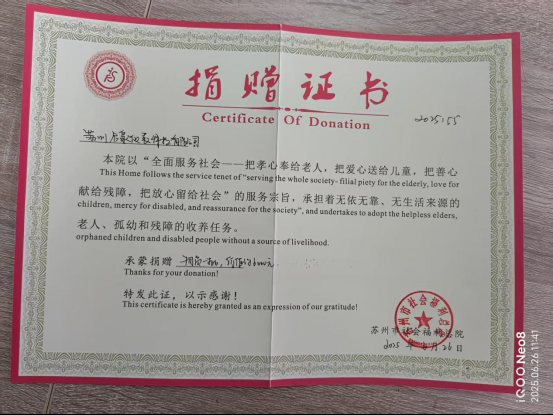 捐赠证书
Certificate Of Donation
2025:55
本院以“全面服务社会——把孝心奉给老人，把爱心送给儿童，把善心
This Home follows the service tenet of "serving the whole society- filial piety for the elderly, love for
献给残障，把放心留给社会”的服务宗旨，承担着无依无靠、无生活来源的
children, mercy for disabled, and reassurance for the society", and undertakes to adopt the helpless elders,
老人、孤幼和残障的收养任务。
orphaned children and disabled people without a source of livelihood.
承蒙捐赠
Thanks for your donation!
特发此证，以示感谢！
This certificate is hereby granted as an expression of our gratitude!
苏州市社会福利总院
2025 年 6 月 26 日
iQOO Neo8
2025.06.26 11:41